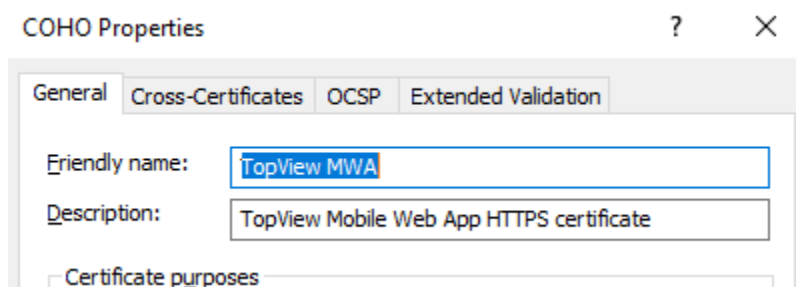 COHO Properties ? ×
General Cross-Certificates OCSP Extended Validation
Friendly name: TopView MWA
Description: TopView Mobile Web App HTTPS certificate
Certificate purposes